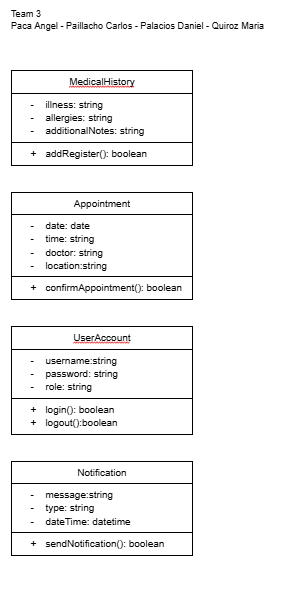 Team 3
Paca Angel - Paillacho Carlos - Palacios Daniel - Quiroz Maria
MedicalHistory
- illness: string
- allergies: string
- additionalNotes: string
+ addRegister(): boolean
Appointment
- date: date
- time: string
- doctor: string
- location:string
+ confirmAppointment(): boolean
UserAccount
- username:string
- password: string
- role: string
+ login(): boolean
+ logout():boolean
Notification
- message:string
- type: string
- dateTime: datetime
+ sendNotification(): boolean